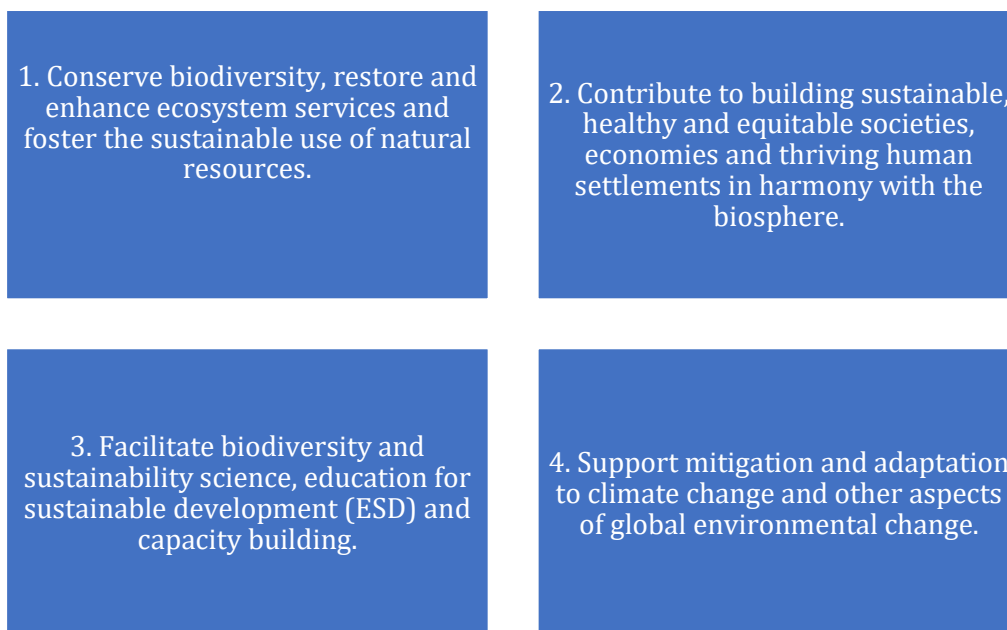 1. Conserve biodiversity, restore and
enhance ecosystem services and
foster the sustainable use of natural
resources.
2. Contribute to building sustainable,
healthy and equitable societies,
economies and thriving human
settlements in harmony with the
biosphere.
3. Facilitate biodiversity and
sustainability science, education for
sustainable development (ESD) and
capacity building.
4. Support mitigation and adaptation
to climate change and other aspects
of global environmental change.